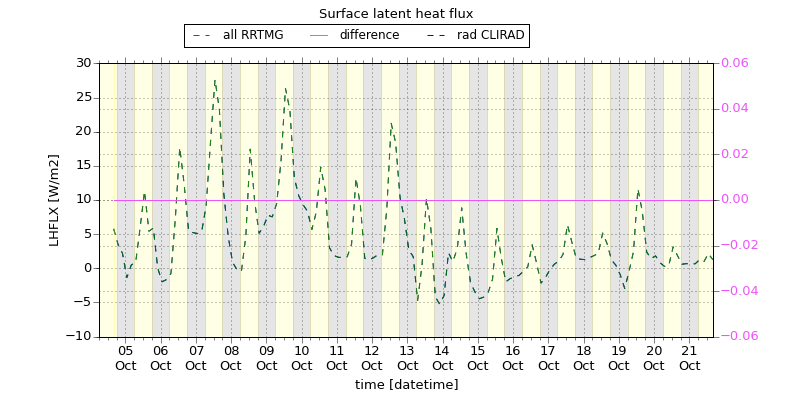 Surface latent heat flux
all RRTMG difference rad CLIRAD
30 0.06
25 0.04
20 0.02
15
10 0.00
5 −0.02
0 −0.04
−5
−10 −0.06
LHFLX [W/m2]
05 06 07 08 09 10 11 12 13 14 15 16 17 18 19 20 21
Oct Oct Oct Oct Oct Oct Oct Oct Oct Oct Oct Oct Oct Oct Oct Oct Oct
time [datetime]